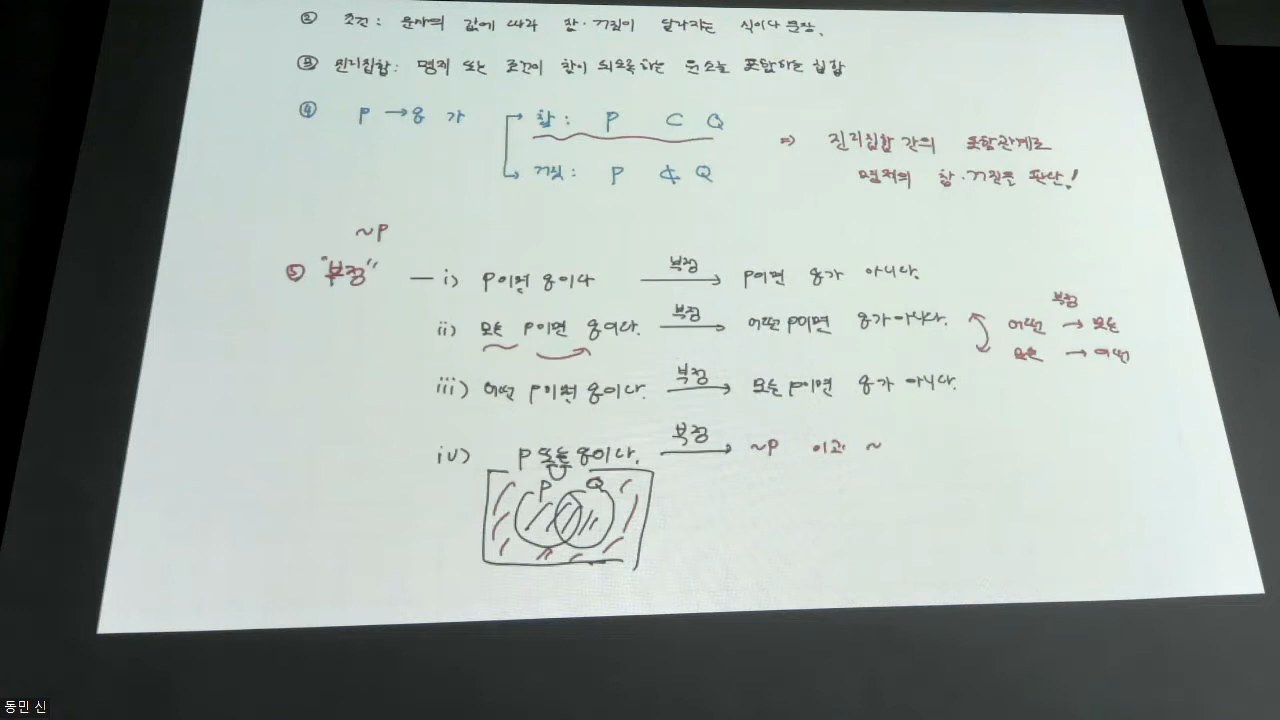 ② 조건 : 문자의 값에 따라 참·거짓이 달라지는 식이나 문장.
③ 진리집합 : 명제 또는 조건이 참이 되도록하는 원소를 포함하는 집합
④ P → q 가 참 : P ⊂ Q
거짓 : P ⊄ Q
⇒ 진리집합 간의 포함관계로
명제의 참·거짓을 판단!
~P
⑤ "부정" — i) P이면 q이다 부정 → P이면 q가 아니다.
ii) 모든 P이면 q이다. 부정 → 어떤 P이면 q가 아니다.
부정
어떤 → 모든
모든 → 어떤
iii) 어떤 P이면 q이다. 부정 → 모든 P이면 q가 아니다.
iv) P 또는 q이다. 부정 → ~P 이고 ~
P Q
동민 신